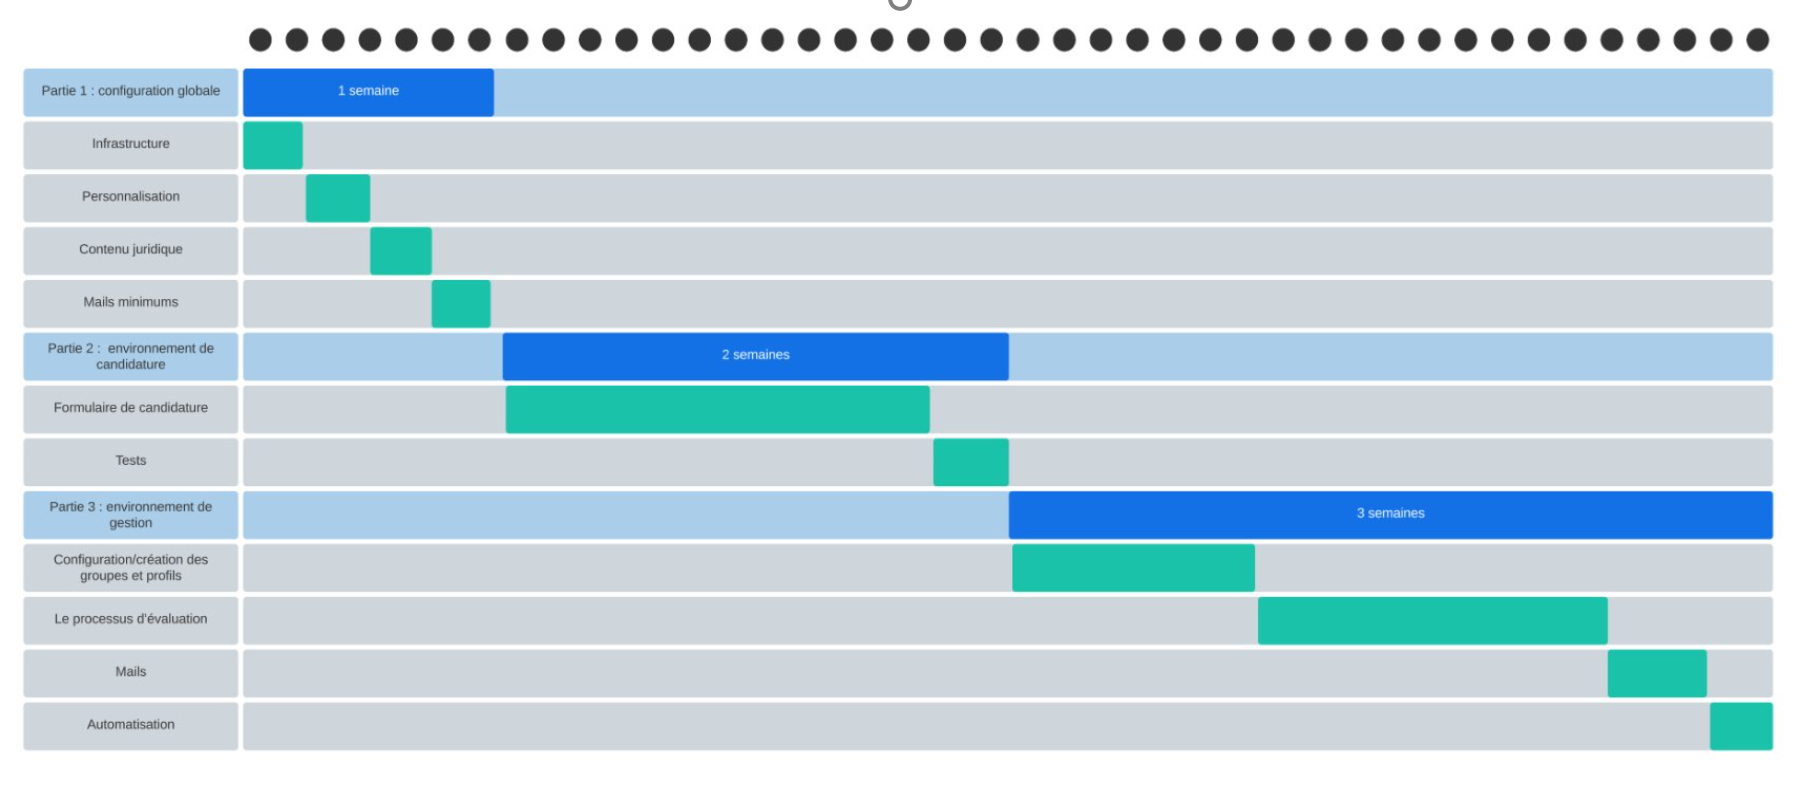 Partie 1 : configuration globale
1 semaine
Infrastructure
Personnalisation
Contenu juridique
Mails minimums
Partie 2 :  environnement de
candidature
2 semaines
Formulaire de candidature
Tests
Partie 3 : environnement de
gestion
3 semaines
Configuration/création des
groupes et profils
Le processus d'évaluation
Mails
Automatisation